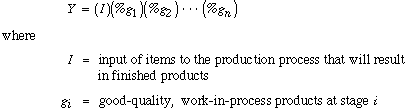 Y = (I)(%g₁)(%g₂) · · · (%gₙ)
where
I = input of items to the production process that will result
in finished products
gᵢ = good-quality, work-in-process products at stage i